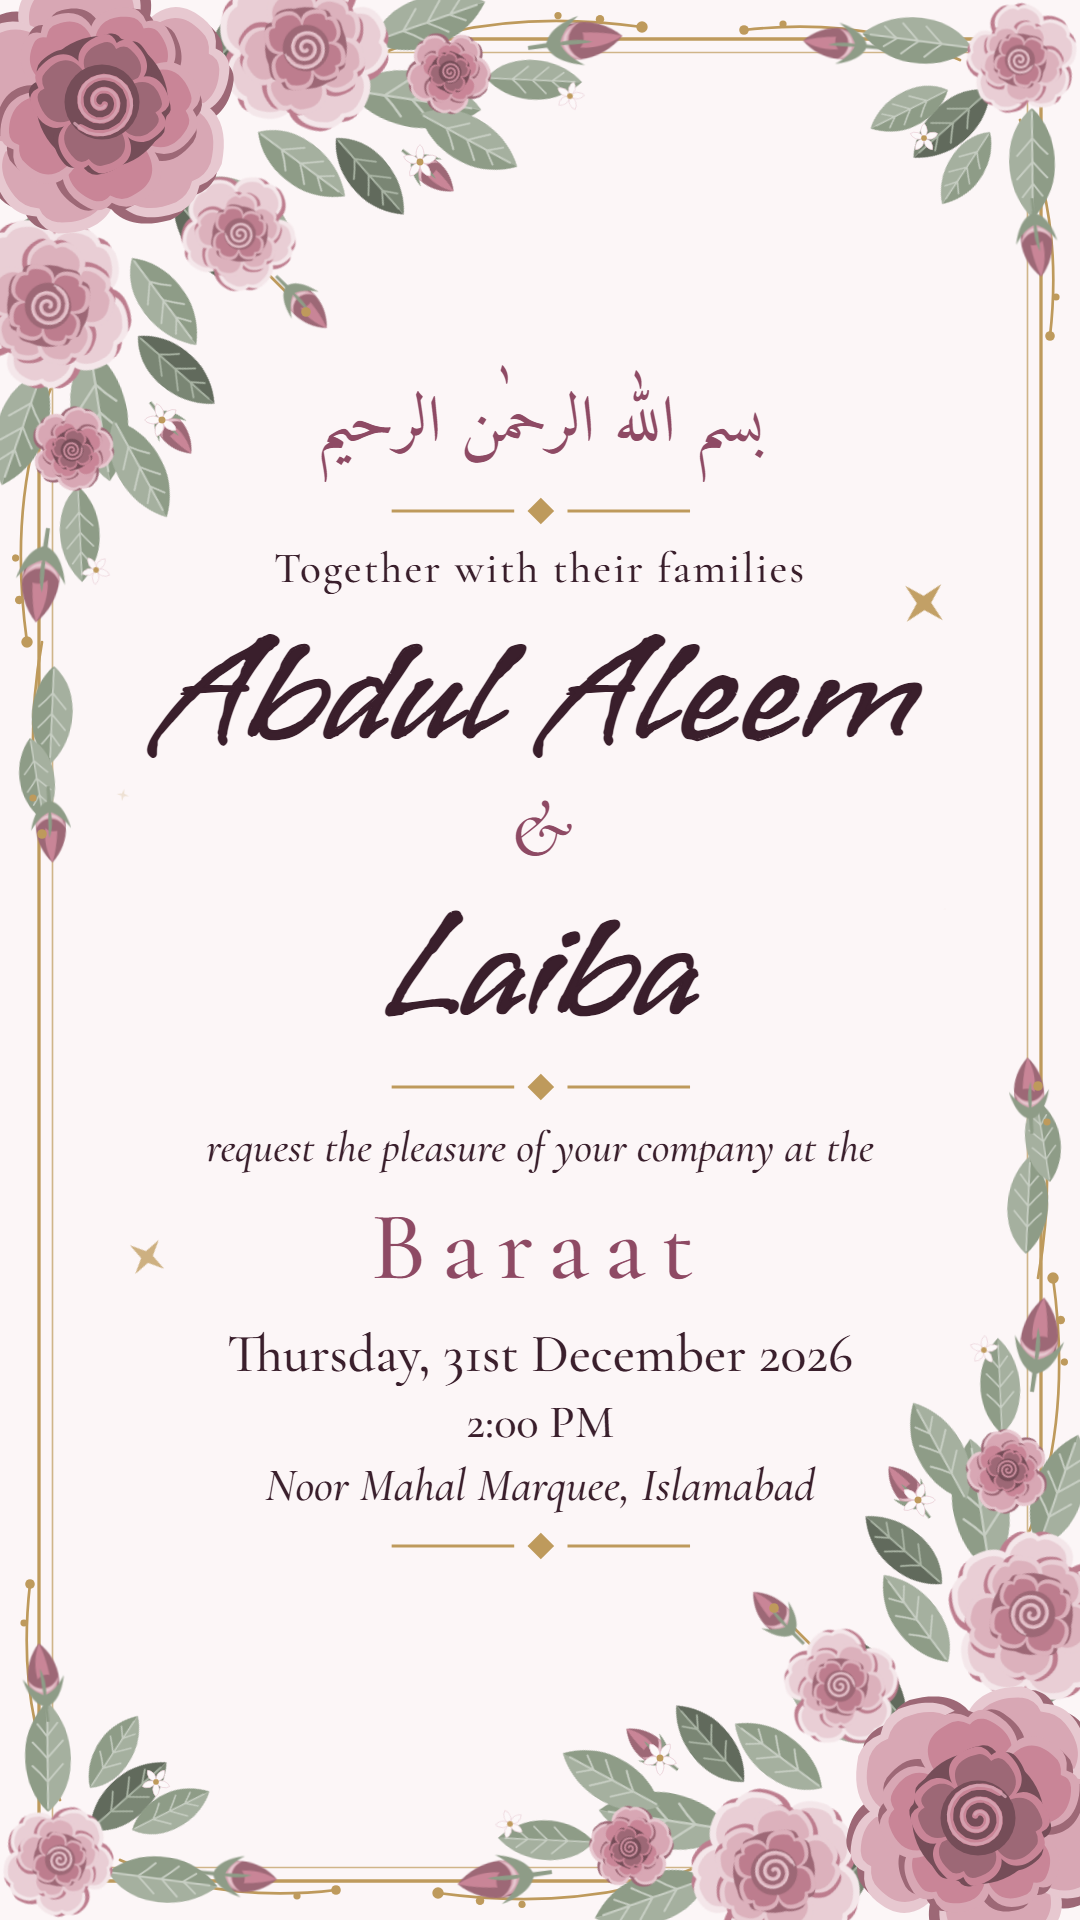 بسم الله الرحمٰن الرحيم
Together with their families
Abdul Aleem
&
Laiba
request the pleasure of your company at the
Baraat
Thursday, 31st December 2026
2:00 PM
Noor Mahal Marquee, Islamabad